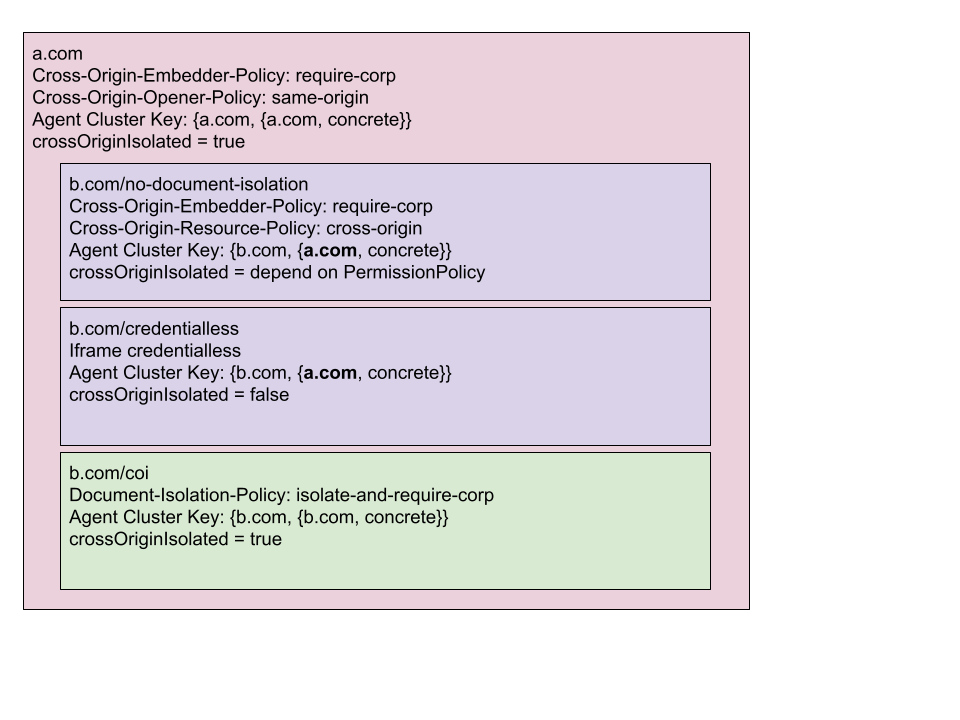 a.com
Cross-Origin-Embedder-Policy: require-corp
Cross-Origin-Opener-Policy: same-origin
Agent Cluster Key: {a.com, {a.com, concrete}}
crossOriginIsolated = true
b.com/no-document-isolation
Cross-Origin-Embedder-Policy: require-corp
Cross-Origin-Resource-Policy: cross-origin
Agent Cluster Key: {b.com, {a.com, concrete}}
crossOriginIsolated = depend on PermissionPolicy
b.com/credentialless
Iframe credentialless
Agent Cluster Key: {b.com, {a.com, concrete}}
crossOriginIsolated = false
b.com/coi
Document-Isolation-Policy: isolate-and-require-corp
Agent Cluster Key: {b.com, {b.com, concrete}}
crossOriginIsolated = true